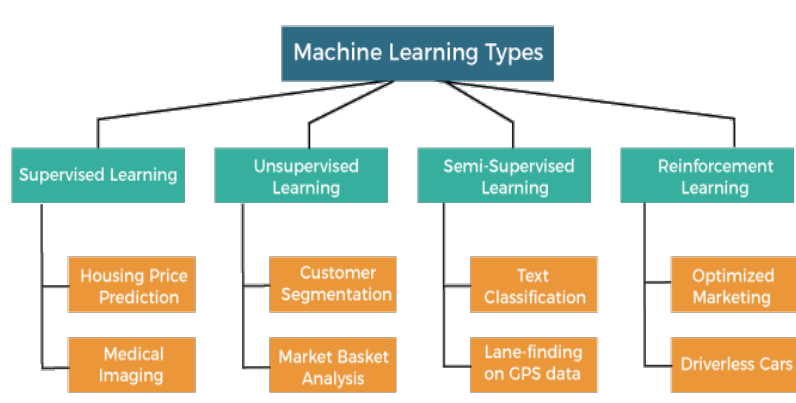 Machine Learning Types
Supervised Learning
Unsupervised
Learning
Semi-Supervised
Learning
Reinforcement
Learning
Housing Price
Prediction
Customer
Segmentation
Text
Classification
Optimized
Marketing
Medical
Imaging
Market Basket
Analysis
Lane-finding
on GPS data
Driverless Cars